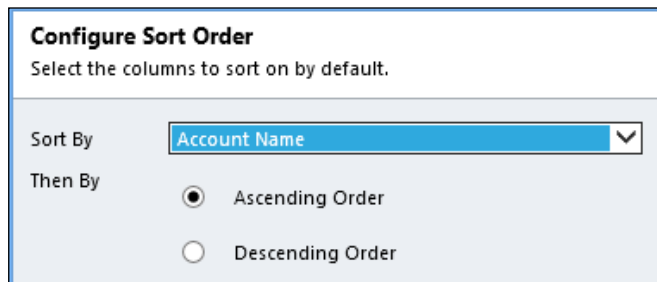 Configure Sort Order
Select the columns to sort on by default.
Sort By Account Name
Then By
Ascending Order
Descending Order